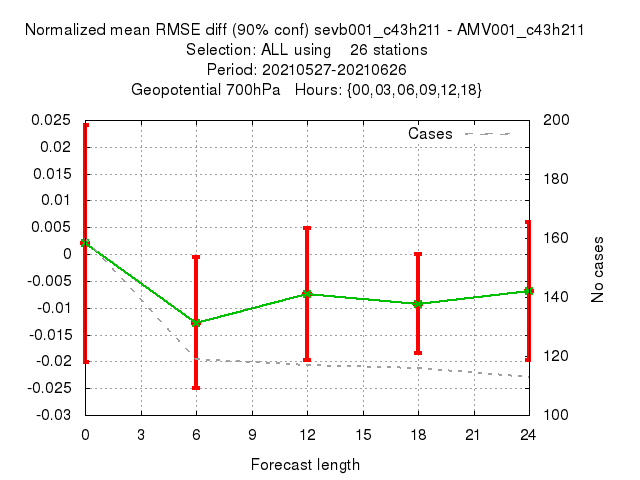 Normalized mean RMSE diff (90% conf) sevb001_c43h211 - AMV001_c43h211
Selection: ALL using 26 stations
Period: 20210527-20210626
Geopotential 700hPa Hours: {00,03,06,09,12,18}
Cases
0.025
0.02
0.015
0.01
0.005
0
-0.005
-0.01
-0.015
-0.02
-0.025
-0.03
200
180
160
140
120
100
No cases
0 3 6 9 12 15 18 21 24
Forecast length